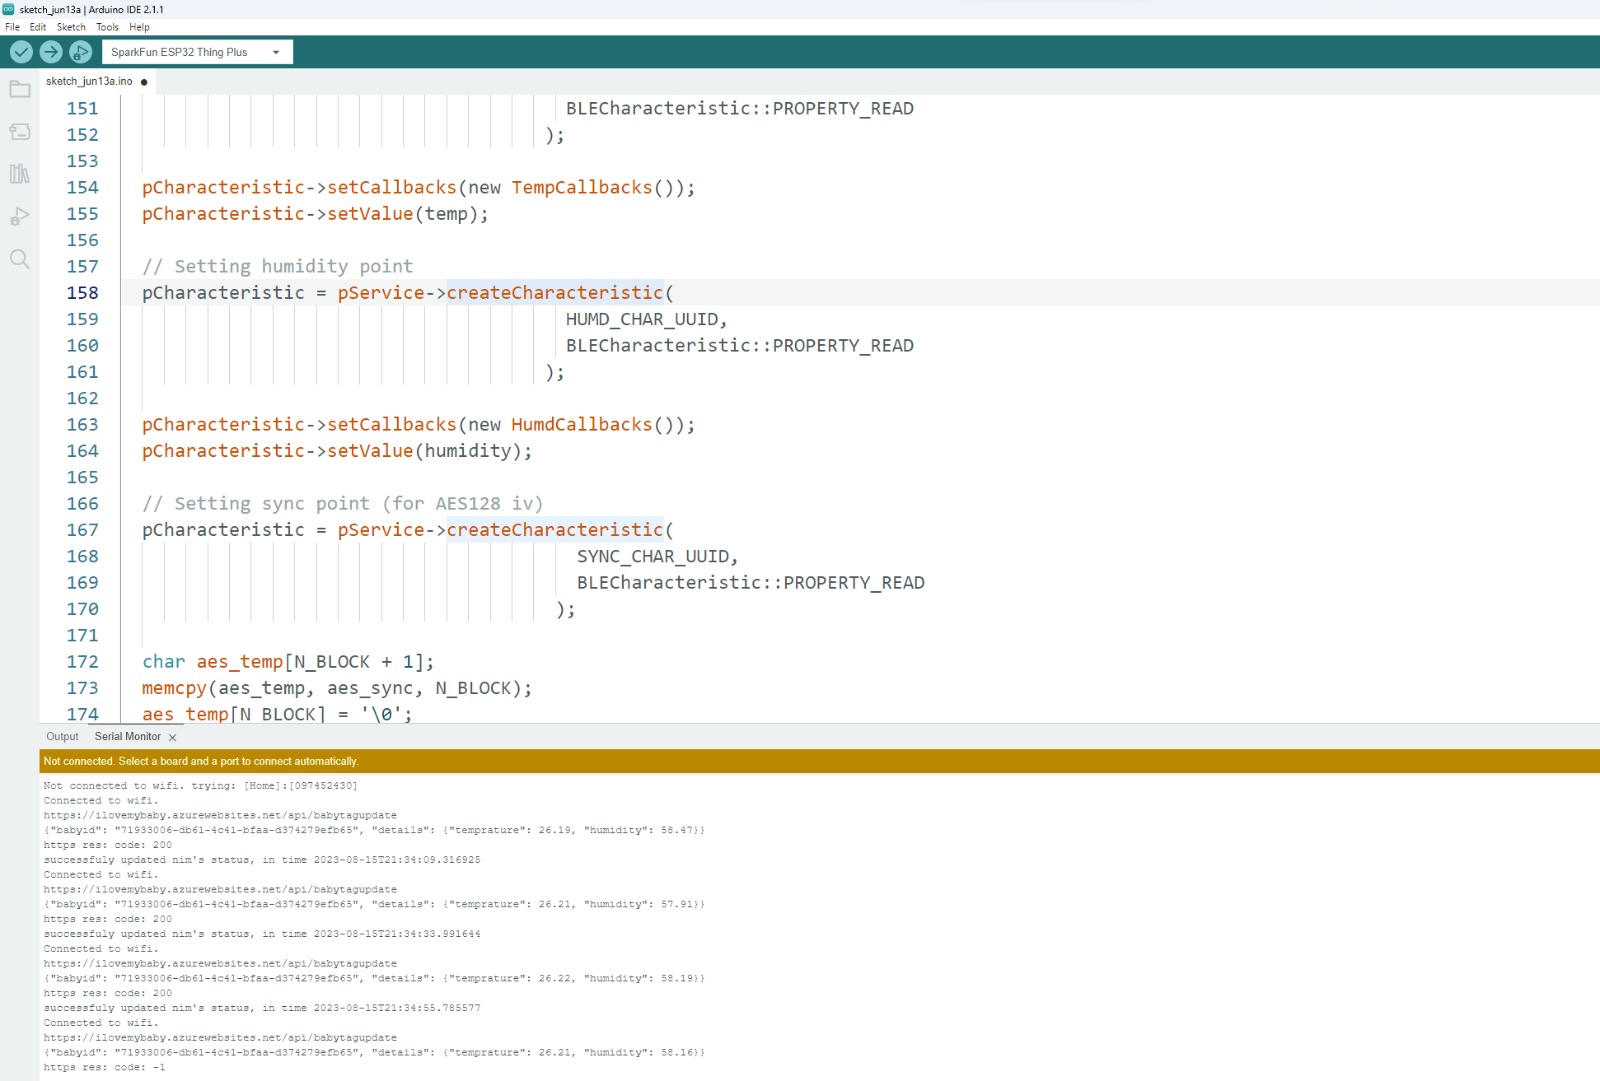 sketch_jun13a | Arduino IDE 2.1.1
File Edit Sketch Tools Help
SparkFun ESP32 Thing Plus
sketch_jun13a.ino
151 BLECharacteristic::PROPERTY_READ
152 );
153
154 pCharacteristic->setCallbacks(new TempCallbacks());
155 pCharacteristic->setValue(temp);
156
157 // Setting humidity point
158 pCharacteristic = pService->createCharacteristic(
159 HUMD_CHAR_UUID,
160 BLECharacteristic::PROPERTY_READ
161 );
162
163 pCharacteristic->setCallbacks(new HumdCallbacks());
164 pCharacteristic->setValue(humidity);
165
166 // Setting sync point (for AES128 iv)
167 pCharacteristic = pService->createCharacteristic(
168 SYNC_CHAR_UUID,
169 BLECharacteristic::PROPERTY_READ
170 );
171
172 char aes_temp[N_BLOCK + 1];
173 memcpy(aes_temp, aes_sync, N_BLOCK);
174 aes_temp[N_BLOCK] = '\0';
Output Serial Monitor
Not connected. Select a board and a port to connect automatically.
Not connected to wifi. trying: [Home]:[097452430]
Connected to wifi.
https://ilovemybaby.azurewebsites.net/api/babytagupdate
{"babyid": "71933006-db61-4c41-bfaa-d374279efb65", "details": {"temprature": 26.19, "humidity": 58.47}}
https res: code: 200
successfuly updated nim's status, in time 2023-08-15T21:34:09.316925
Connected to wifi.
https://ilovemybaby.azurewebsites.net/api/babytagupdate
{"babyid": "71933006-db61-4c41-bfaa-d374279efb65", "details": {"temprature": 26.21, "humidity": 57.91}}
https res: code: 200
successfuly updated nim's status, in time 2023-08-15T21:34:33.991644
Connected to wifi.
https://ilovemybaby.azurewebsites.net/api/babytagupdate
{"babyid": "71933006-db61-4c41-bfaa-d374279efb65", "details": {"temprature": 26.22, "humidity": 58.19}}
https res: code: 200
successfuly updated nim's status, in time 2023-08-15T21:34:55.785577
Connected to wifi.
https://ilovemybaby.azurewebsites.net/api/babytagupdate
{"babyid": "71933006-db61-4c41-bfaa-d374279efb65", "details": {"temprature": 26.21, "humidity": 58.16}}
https res: code: -1